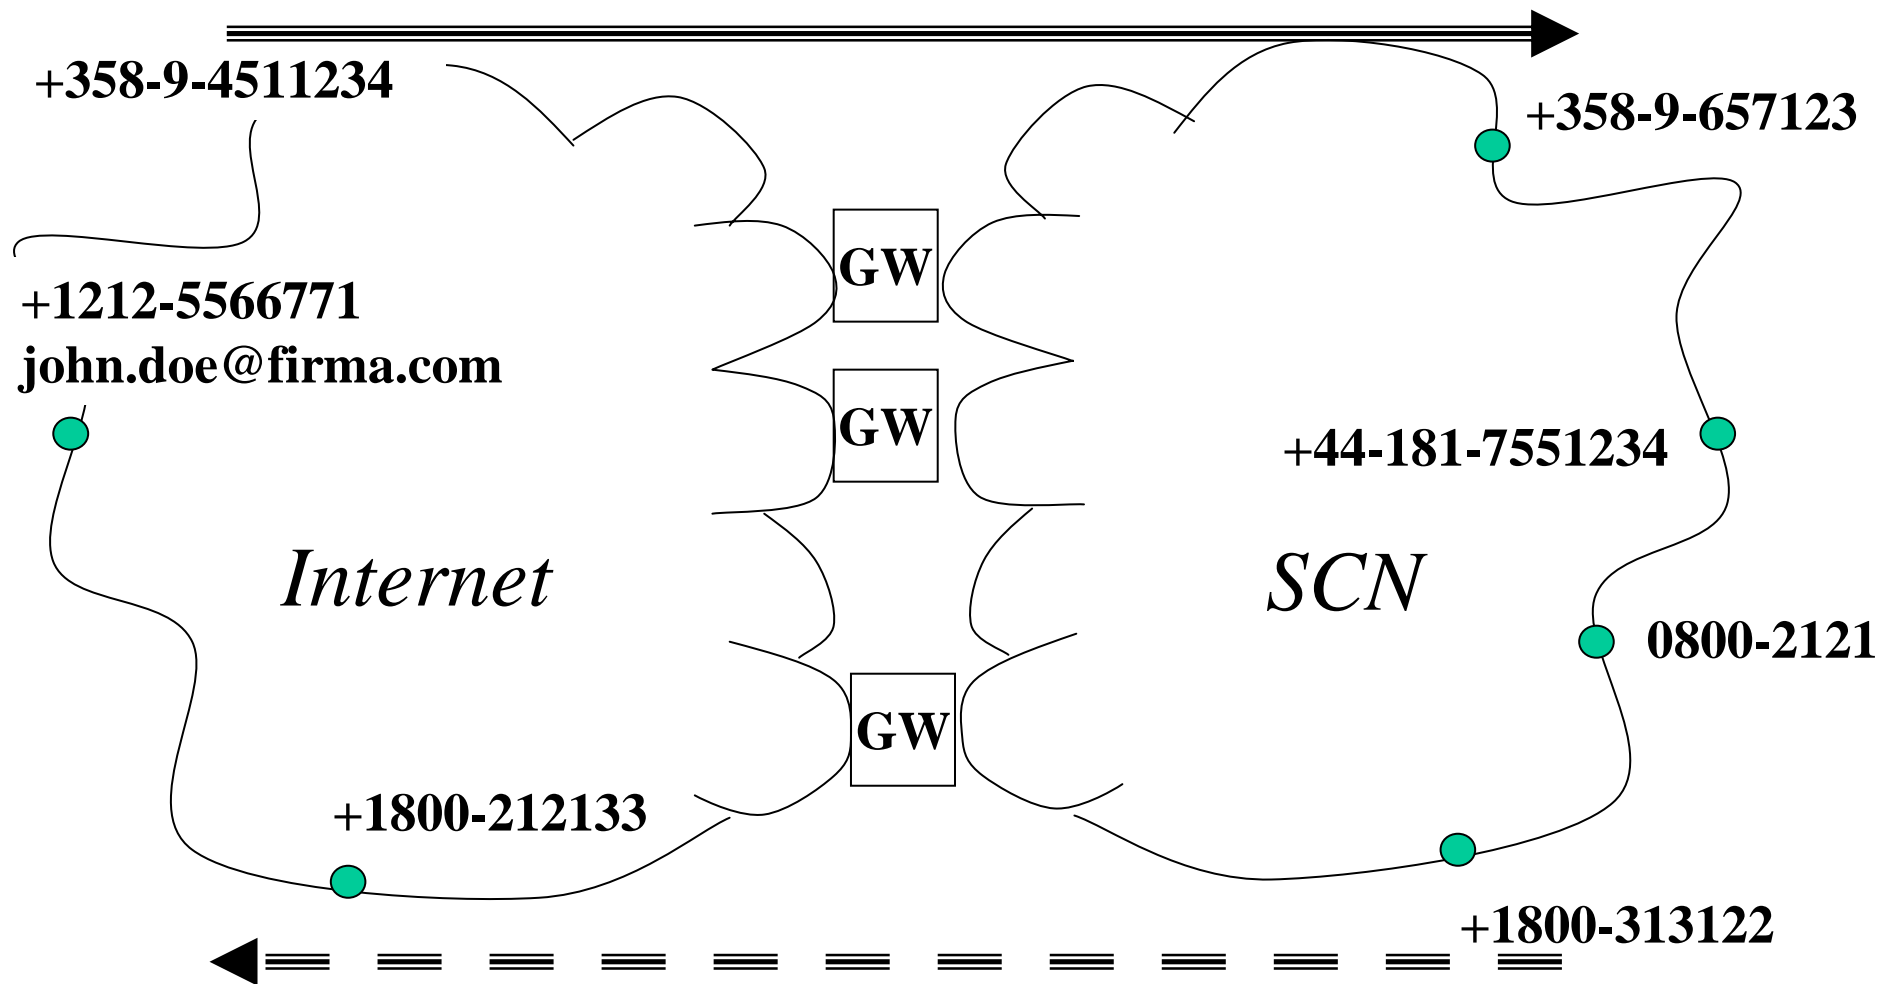 +358-9-4511234
+358-9-657123
GW
+1212-5566771
john.doe@firma.com
GW
+44-181-7551234
Internet
SCN
0800-2121
GW
+1800-212133
+1800-313122